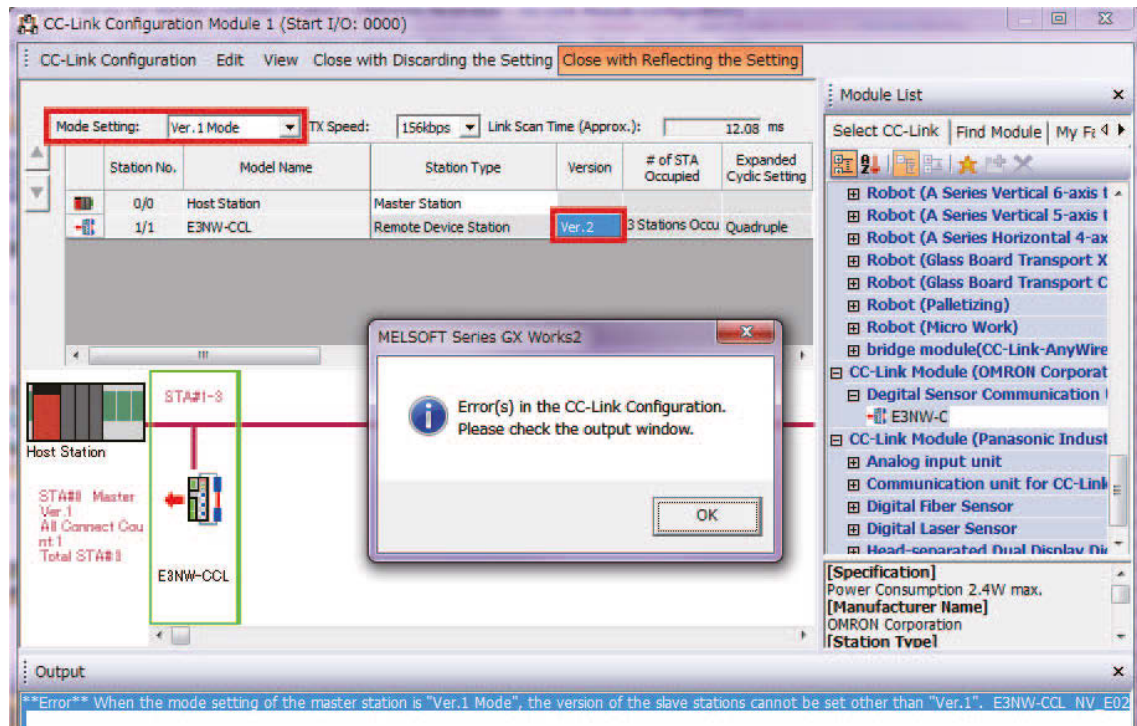 CC-Link Configuration Module 1 (Start I/O: 0000)
CC-Link Configuration Edit View Close with Discarding the Setting Close with Reflecting the Setting
Mode Setting: Ver.1 Mode TX Speed: 156kbps Link Scan Time (Approx.): 12.08 ms
Station No. Model Name Station Type Version # of STA Occupied Expanded Cyclic Setting
0/0 Host Station Master Station
1/1 E3NW-CCL Remote Device Station Ver.2 3 Stations Occu Quadruple
MELSOFT Series GX Works2
Error(s) in the CC-Link Configuration.
Please check the output window.
OK
STA#1-3
Host Station
STA#0 Master
Ver.1
All Connect Cou
nt 1
Total STA#3
E3NW-CCL
Module List
Select CC-Link Find Module My Fa
Robot (A Series Vertical 6-axis t
Robot (A Series Vertical 5-axis t
Robot (A Series Horizontal 4-ax
Robot (Glass Board Transport X
Robot (Glass Board Transport C
Robot (Palletizing)
Robot (Micro Work)
bridge module(CC-Link-AnyWire
CC-Link Module (OMRON Corporat
Degital Sensor Communication
E3NW-C
CC-Link Module (Panasonic Indust
Analog input unit
Communication unit for CC-Link
Digital Fiber Sensor
Digital Laser Sensor
Head-separated Dual Display Di
[Specification]
Power Consumption 2.4W max.
[Manufacturer Name]
OMRON Corporation
[Station Type]
Output
**Error** When the mode setting of the master station is "Ver.1 Mode", the version of the slave stations cannot be set other than "Ver.1". E3NW-CCL NV_E02